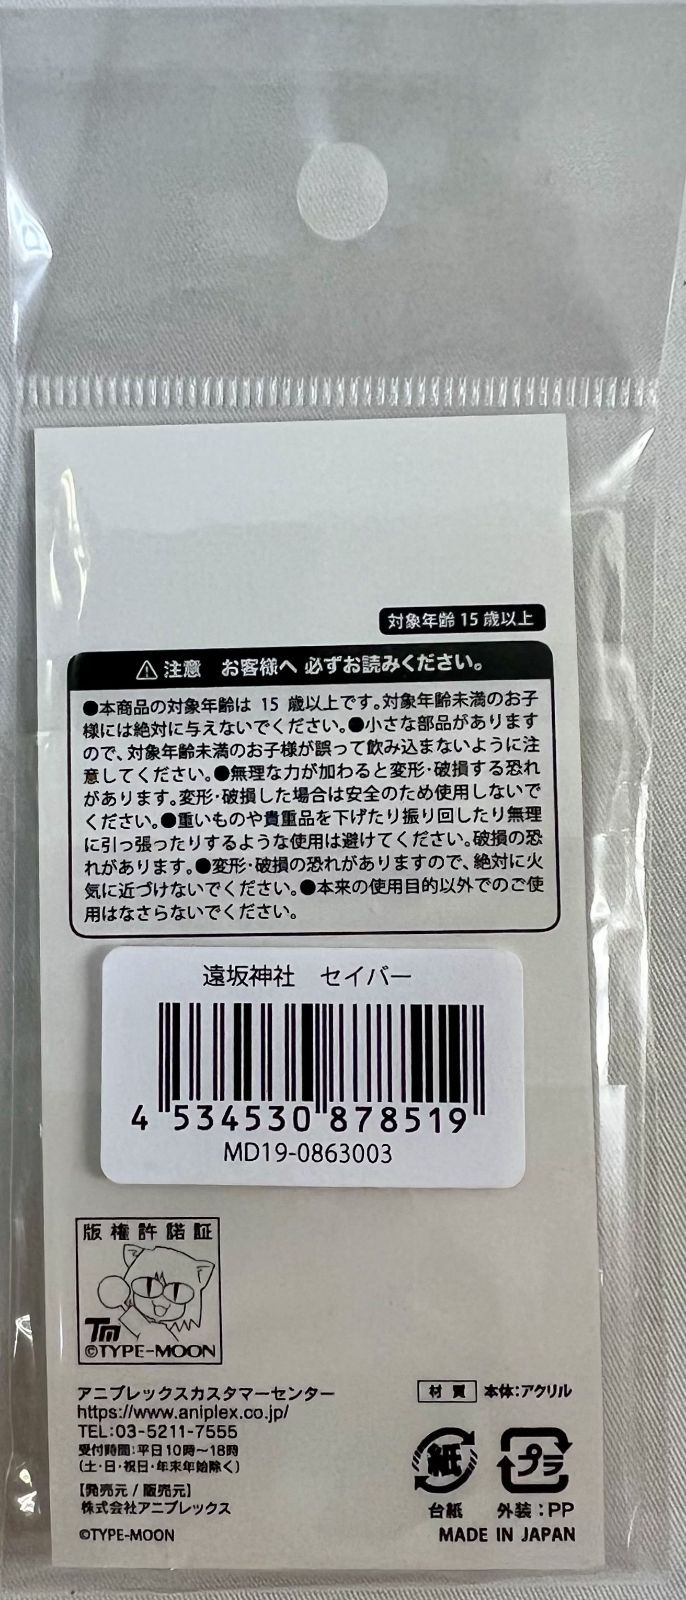 対象年齢 15 歳以上
注意 お客様へ 必ずお読みください。
●本商品の対象年齢は 15 歳以上です。対象年齢未満のお子
様には絶対に与えないでください。●小さな部品があります
ので、対象年齢未満のお子様が誤って飲み込まないように注
意してください。●無理な力が加わると変形・破損する恐れ
があります。変形・破損した場合は安全のため使用しないで
ください。●重いものや貴重品を下げたり振り回したり無理
に引っ張ったりするような使用は避けてください。破損の恐
れがあります。●変形・破損の恐れがありますので、絶対に火
気に近づけないでください。●本来の使用目的以外でのご使
用はなさらないでください。
遠坂神社 セイバー
4 534530 878519
MD19-0863003
版権許諾証
TM
©TYPE-MOON
アニプレックスカスタマーセンター
https://www.aniplex.co.jp/
TEL:03-5211-7555
受付時間:平日10時～18時
(土・日・祝日・年末年始除く)
【発売元 / 販売元】
株式会社アニプレックス
©TYPE-MOON
材質 本体:アクリル
紙 プラ
台紙 外装:PP
MADE IN JAPAN